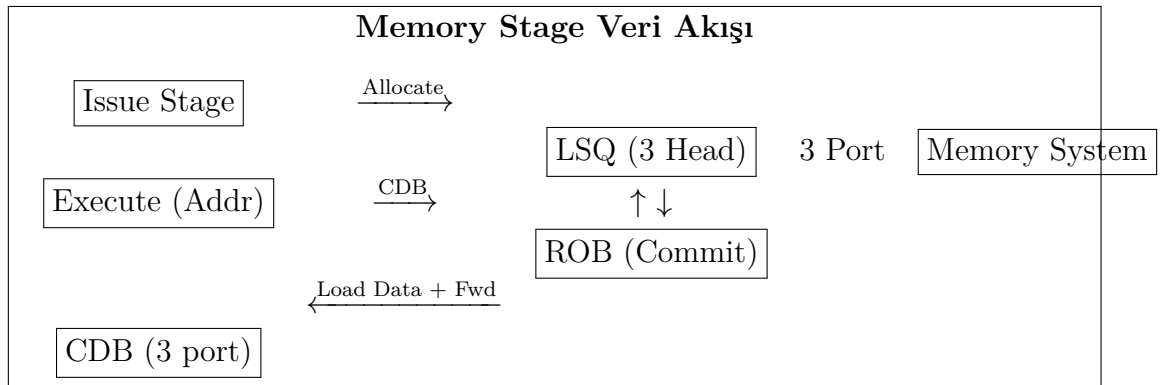 Memory Stage Veri Akışı
Issue Stage
Allocate
LSQ (3 Head) 3 Port Memory System
Execute (Addr)
CDB
↑ ↓
ROB (Commit)
Load Data + Fwd
CDB (3 port)